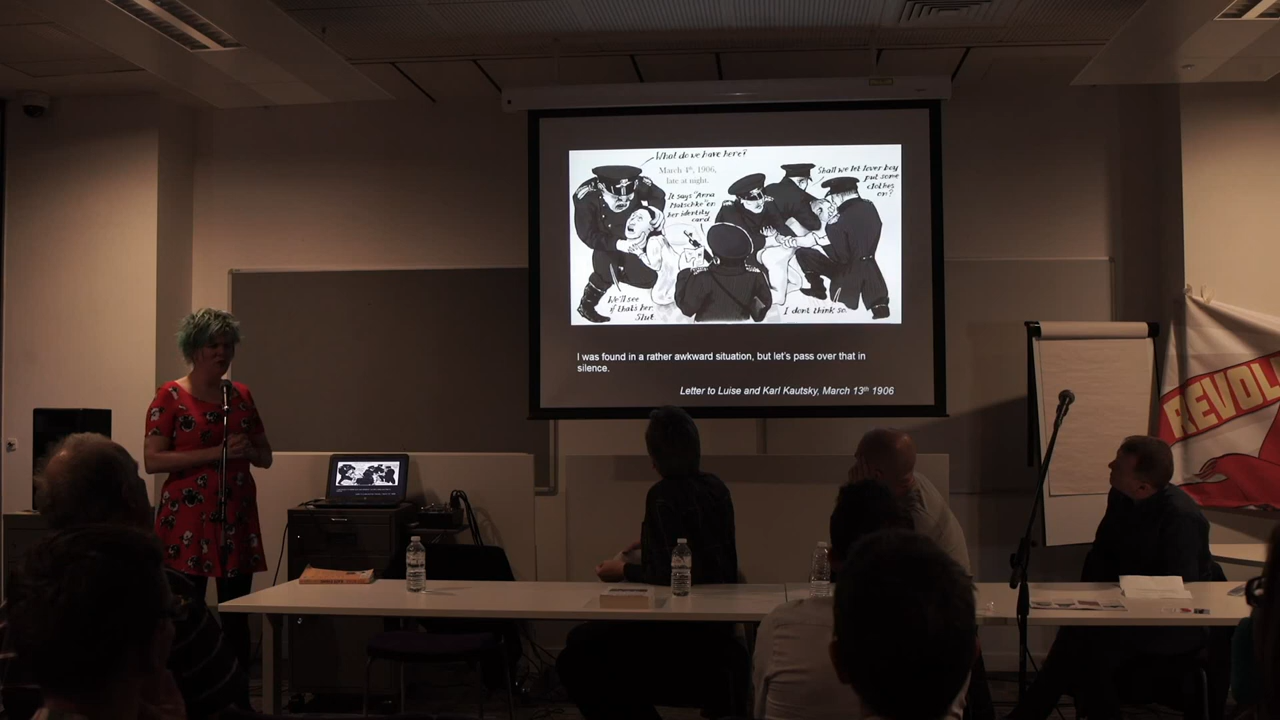 What do we have here?
March 4th, 1906,
late at night.
It says "Anna
Matschke" on
her identity
card
Shall we let lover boy
put some
clothes
on?
We'll see
if that's her.
Slut.
I dont think so.
I was found in a rather awkward situation, but let's pass over that in
silence.
Letter to Luise and Karl Kautsky, March 13th 1906
REVOL